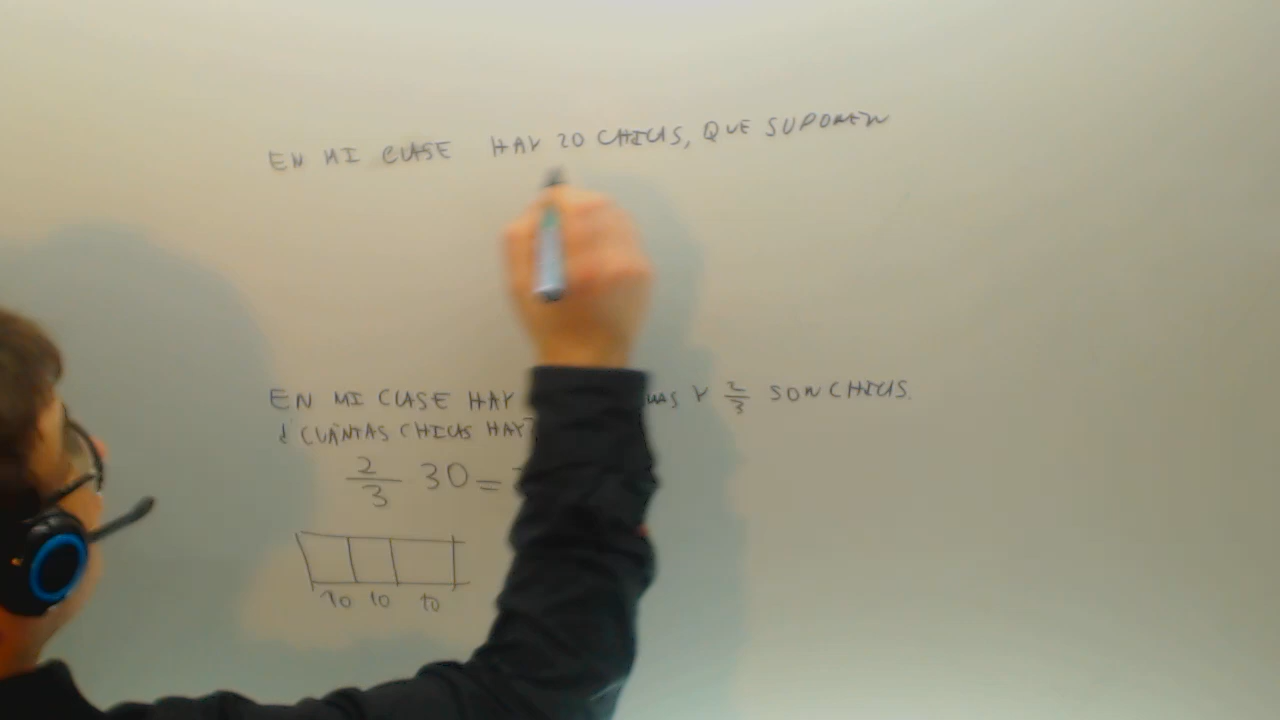 EN MI CLASE HAY 20 CHICAS, QUE SUPONEN
EN MI CLASE HAY Y 2/3 SON CHICAS.
¿CUÁNTAS CHICAS HAY?
2/3 30 =
10 10 10